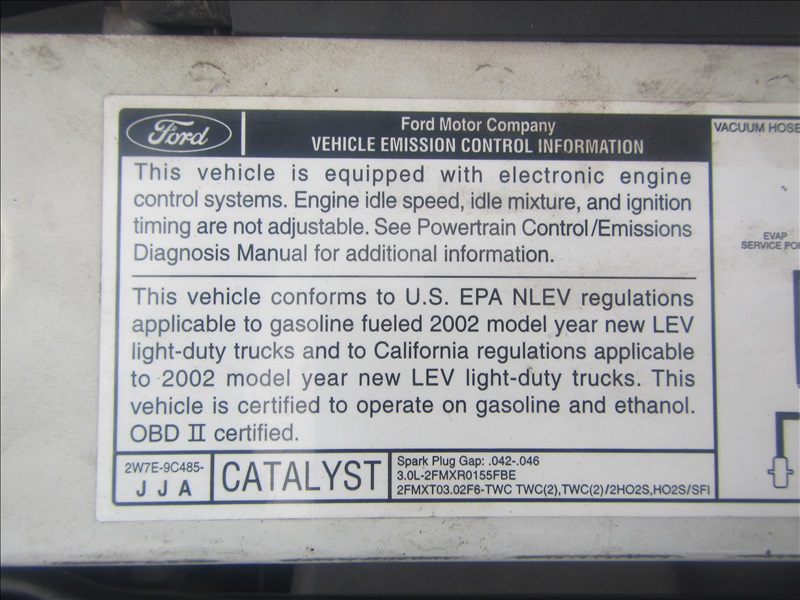 Ford
Ford Motor Company
VEHICLE EMISSION CONTROL INFORMATION
This vehicle is equipped with electronic engine
control systems. Engine idle speed, idle mixture, and ignition
timing are not adjustable. See Powertrain Control/Emissions
Diagnosis Manual for additional information.
This vehicle conforms to U.S. EPA NLEV regulations
applicable to gasoline fueled 2002 model year new LEV
light-duty trucks and to California regulations applicable
to 2002 model year new LEV light-duty trucks. This
vehicle is certified to operate on gasoline and ethanol.
OBD II certified.
2W7E-9C485-
J J A
CATALYST
Spark Plug Gap: .042-.046
3.0L-2FMXR0155FBE
2FMXT03.02F6-TWC TWC(2),TWC(2)/2HO2S,HO2S/SFI
VACUUM HOSE
EVAP
SERVICE POR